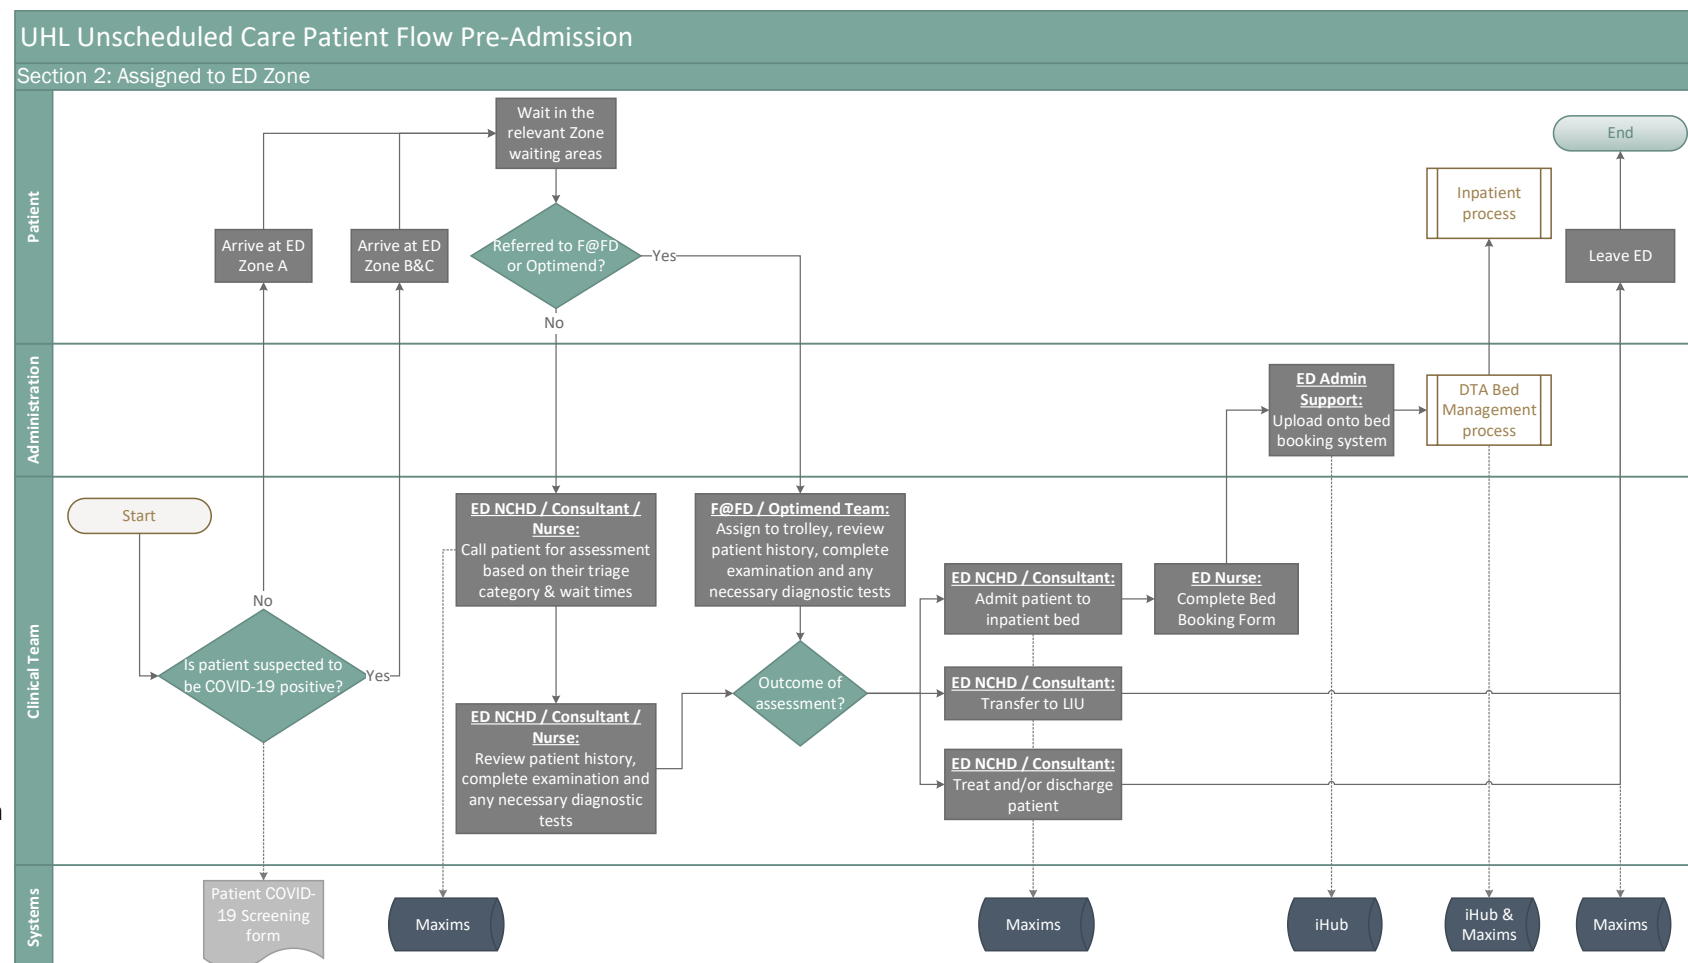 UHL Unscheduled Care Patient Flow Pre-Admission
Section 2: Assigned to ED Zone
Patient
Wait in the
relevant Zone
waiting areas
End
Inpatient
process
Arrive at ED
Zone A
Arrive at ED
Zone B&C
Referred to F@FD
or Optimend?
Yes
Leave ED
No
Administration
ED Admin
Support:
Upload onto bed
booking system
DTA Bed
Management
process
Clinical Team
Start
ED NCHD / Consultant /
Nurse:
Call patient for assessment
based on their triage
category & wait times
F@FD / Optimend Team:
Assign to trolley, review
patient history, complete
examination and any
necessary diagnostic tests
ED NCHD / Consultant:
Admit patient to
inpatient bed
ED Nurse:
Complete Bed
Booking Form
No
Is patient suspected to
be COVID-19 positive?
Yes
Outcome of
assessment?
ED NCHD / Consultant:
Transfer to LIU
ED NCHD / Consultant /
Nurse:
Review patient history,
complete examination and
any necessary diagnostic
tests
ED NCHD / Consultant:
Treat and/or discharge
patient
Systems
Patient COVID-
19 Screening
form
Maxims
Maxims
iHub
iHub &
Maxims
Maxims